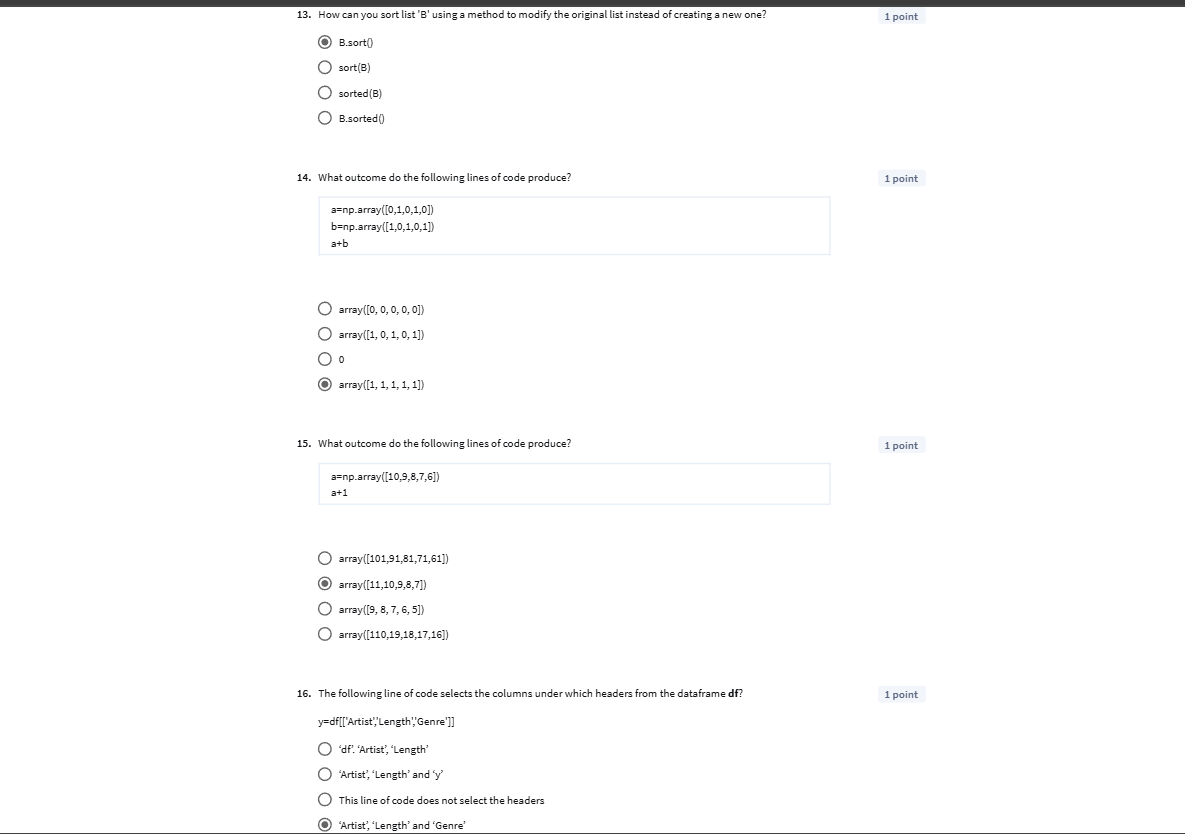 13. How can you sort list 'B' using a method to modify the original list instead of creating a new one?
1 point
B.sort()
sort(B)
sorted(B)
B.sorted()
14. What outcome do the following lines of code produce?
1 point
a=np.array([0,1,0,1,0])
b=np.array([1,0,1,0,1])
a+b
array([0, 0, 0, 0, 0])
array([1, 0, 1, 0, 1])
0
array([1, 1, 1, 1, 1])
15. What outcome do the following lines of code produce?
1 point
a=np.array([10,9,8,7,6])
a+1
array([101,91,81,71,61])
array([11,10,9,8,7])
array([9, 8, 7, 6, 5])
array([110,19,18,17,16])
16. The following line of code selects the columns under which headers from the dataframe df?
1 point
y=df[['Artist','Length','Genre']]
‘df’. ‘Artist’, ‘Length’
‘Artist’, ‘Length’ and ‘y’
This line of code does not select the headers
‘Artist’, ‘Length’ and ‘Genre’